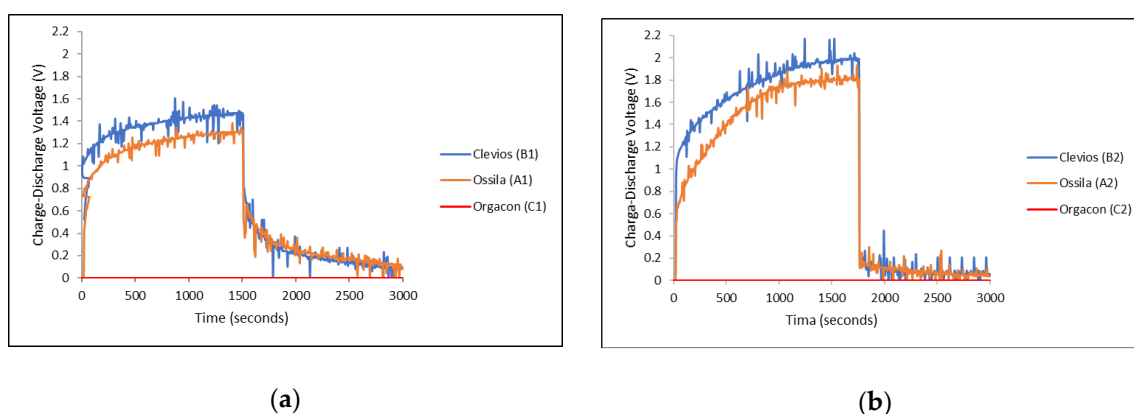 Charge-Discharge Voltage (V)
2.2
2
1.8
1.6
1.4
1.2
1
0.8
0.6
0.4
0.2
0
0 500 1000 1500 2000 2500 3000
Time (seconds)
Clevios (B1)
Ossila (A1)
Orgacon (C1)
(a)
Charga-Discharge Voltage (V)
2.2
2
1.8
1.6
1.4
1.2
1
0.8
0.6
0.4
0.2
0
0 500 1000 1500 2000 2500 3000
Tima (seconds)
Clevios (B2)
Ossila (A2)
Orgacon (C2)
(b)